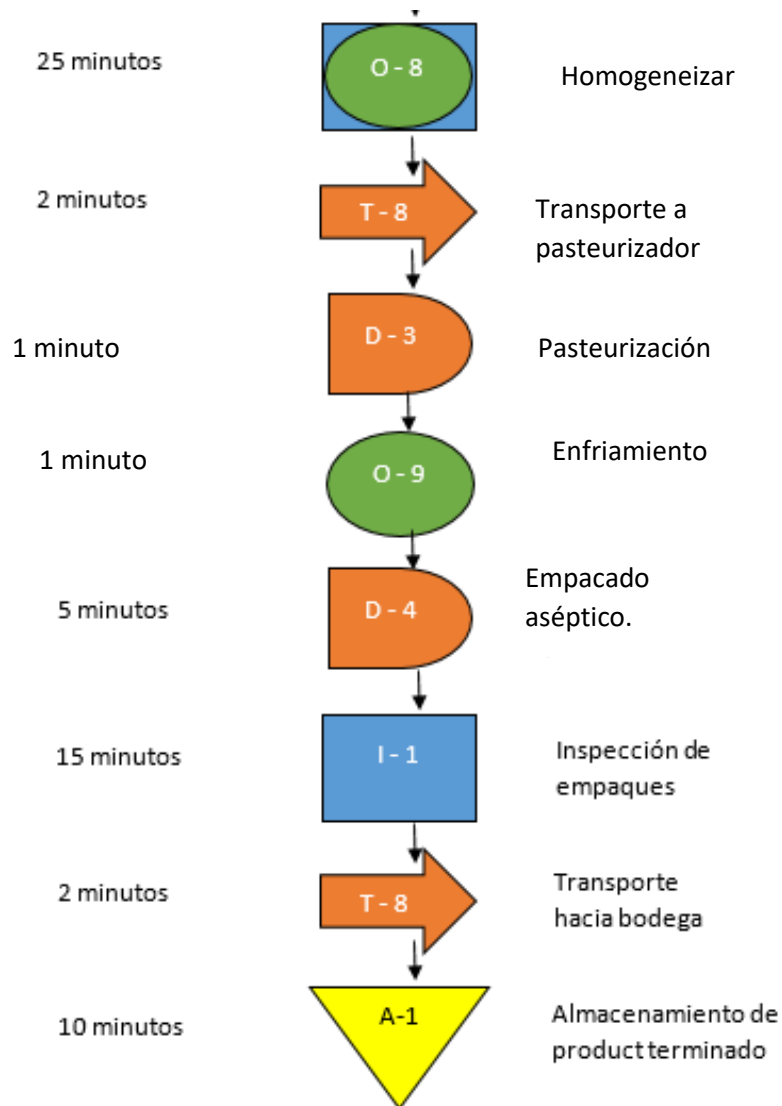 25 minutos
O - 8
Homogeneizar
2 minutos
T - 8
Transporte a
pasteurizador
1 minuto
D - 3
Pasteurización
1 minuto
O - 9
Enfriamiento
5 minutos
D - 4
Empacado
aséptico.
15 minutos
I - 1
Inspección de
empaques
2 minutos
T - 8
Transporte
hacia bodega
10 minutos
A-1
Almacenamiento de
product terminado